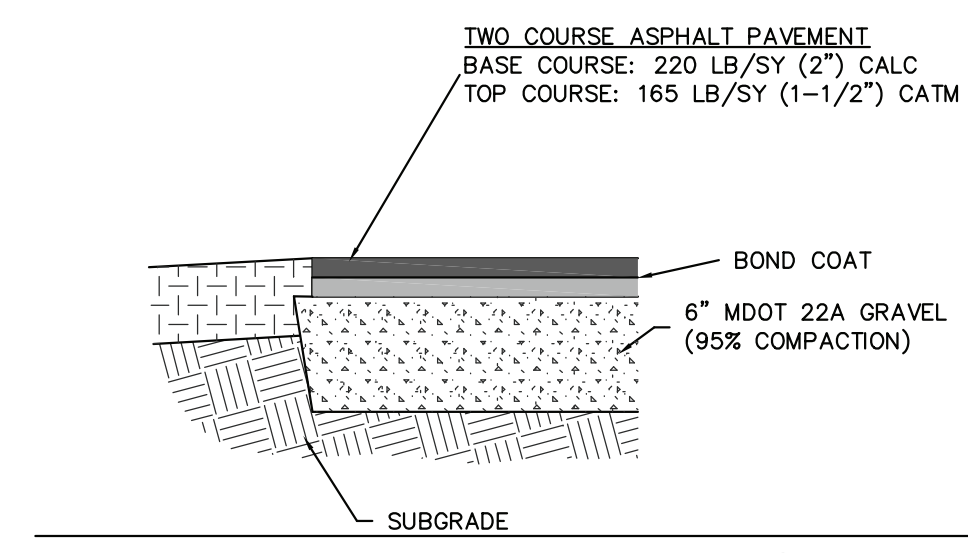 TWO COURSE ASPHALT PAVEMENT
BASE COURSE: 220 LB/SY (2") CALC
TOP COURSE: 165 LB/SY (1-1/2") CATM
BOND COAT
6" MDOT 22A GRAVEL
(95% COMPACTION)
SUBGRADE